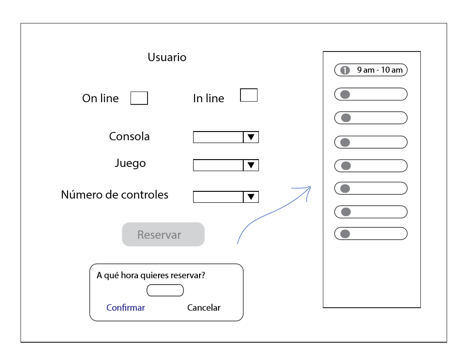 Usuario
On line
In line
Consola
Juego
Número de controles
Reservar
A qué hora quieres reservar?
Confirmar
Cancelar
1 9 am - 10 am